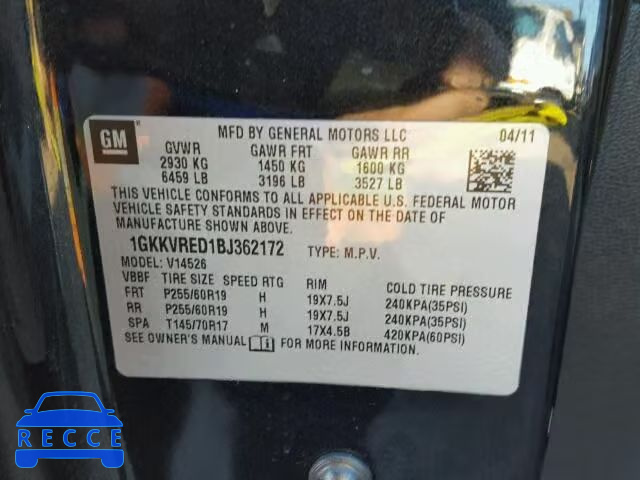 GM
MFD BY GENERAL MOTORS LLC 04/11
GVWR GAWR FRT GAWR RR
2930 KG 1450 KG 1600 KG
6459 LB 3196 LB 3527 LB
THIS VEHICLE CONFORMS TO ALL APPLICABLE U.S. FEDERAL MOTOR
VEHICLE SAFETY STANDARDS IN EFFECT ON THE DATE OF
MANUFACTURE SHOWN ABOVE.
1GKKVRED1BJ362172 TYPE: M.P.V.
MODEL: V14526
VBBF TIRE SIZE SPEED RTG RIM COLD TIRE PRESSURE
FRT P255/60R19 H 19X7.5J 240KPA(35PSI)
RR P255/60R19 H 19X7.5J 240KPA(35PSI)
SPA T145/70R17 M 17X4.5B 420KPA(60PSI)
SEE OWNER'S MANUAL FOR MORE INFORMATION.
RECCE